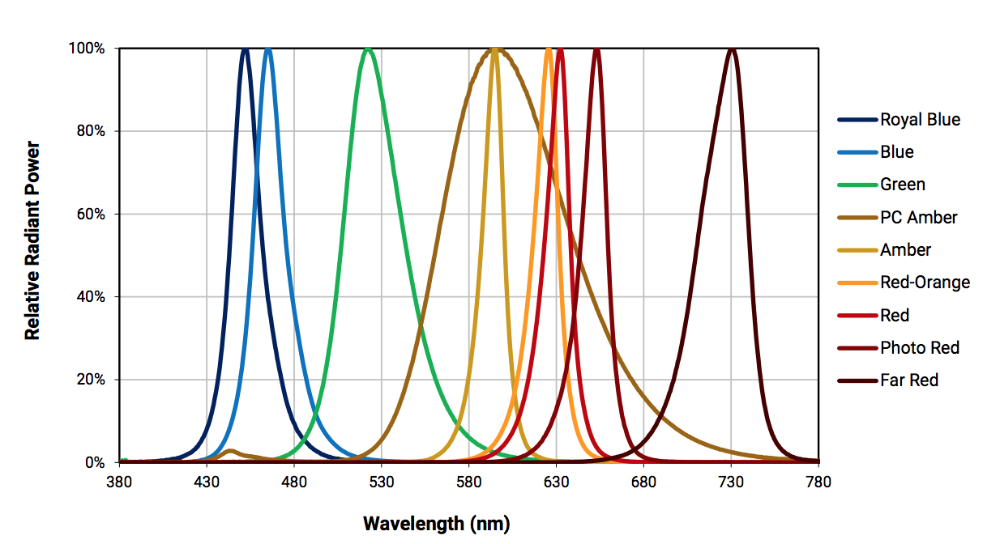 100%
80%
60%
40%
20%
0%
Relative Radiant Power
380 430 480 530 580 630 680 730 780
Wavelength (nm)
Royal Blue
Blue
Green
PC Amber
Amber
Red-Orange
Red
Photo Red
Far Red